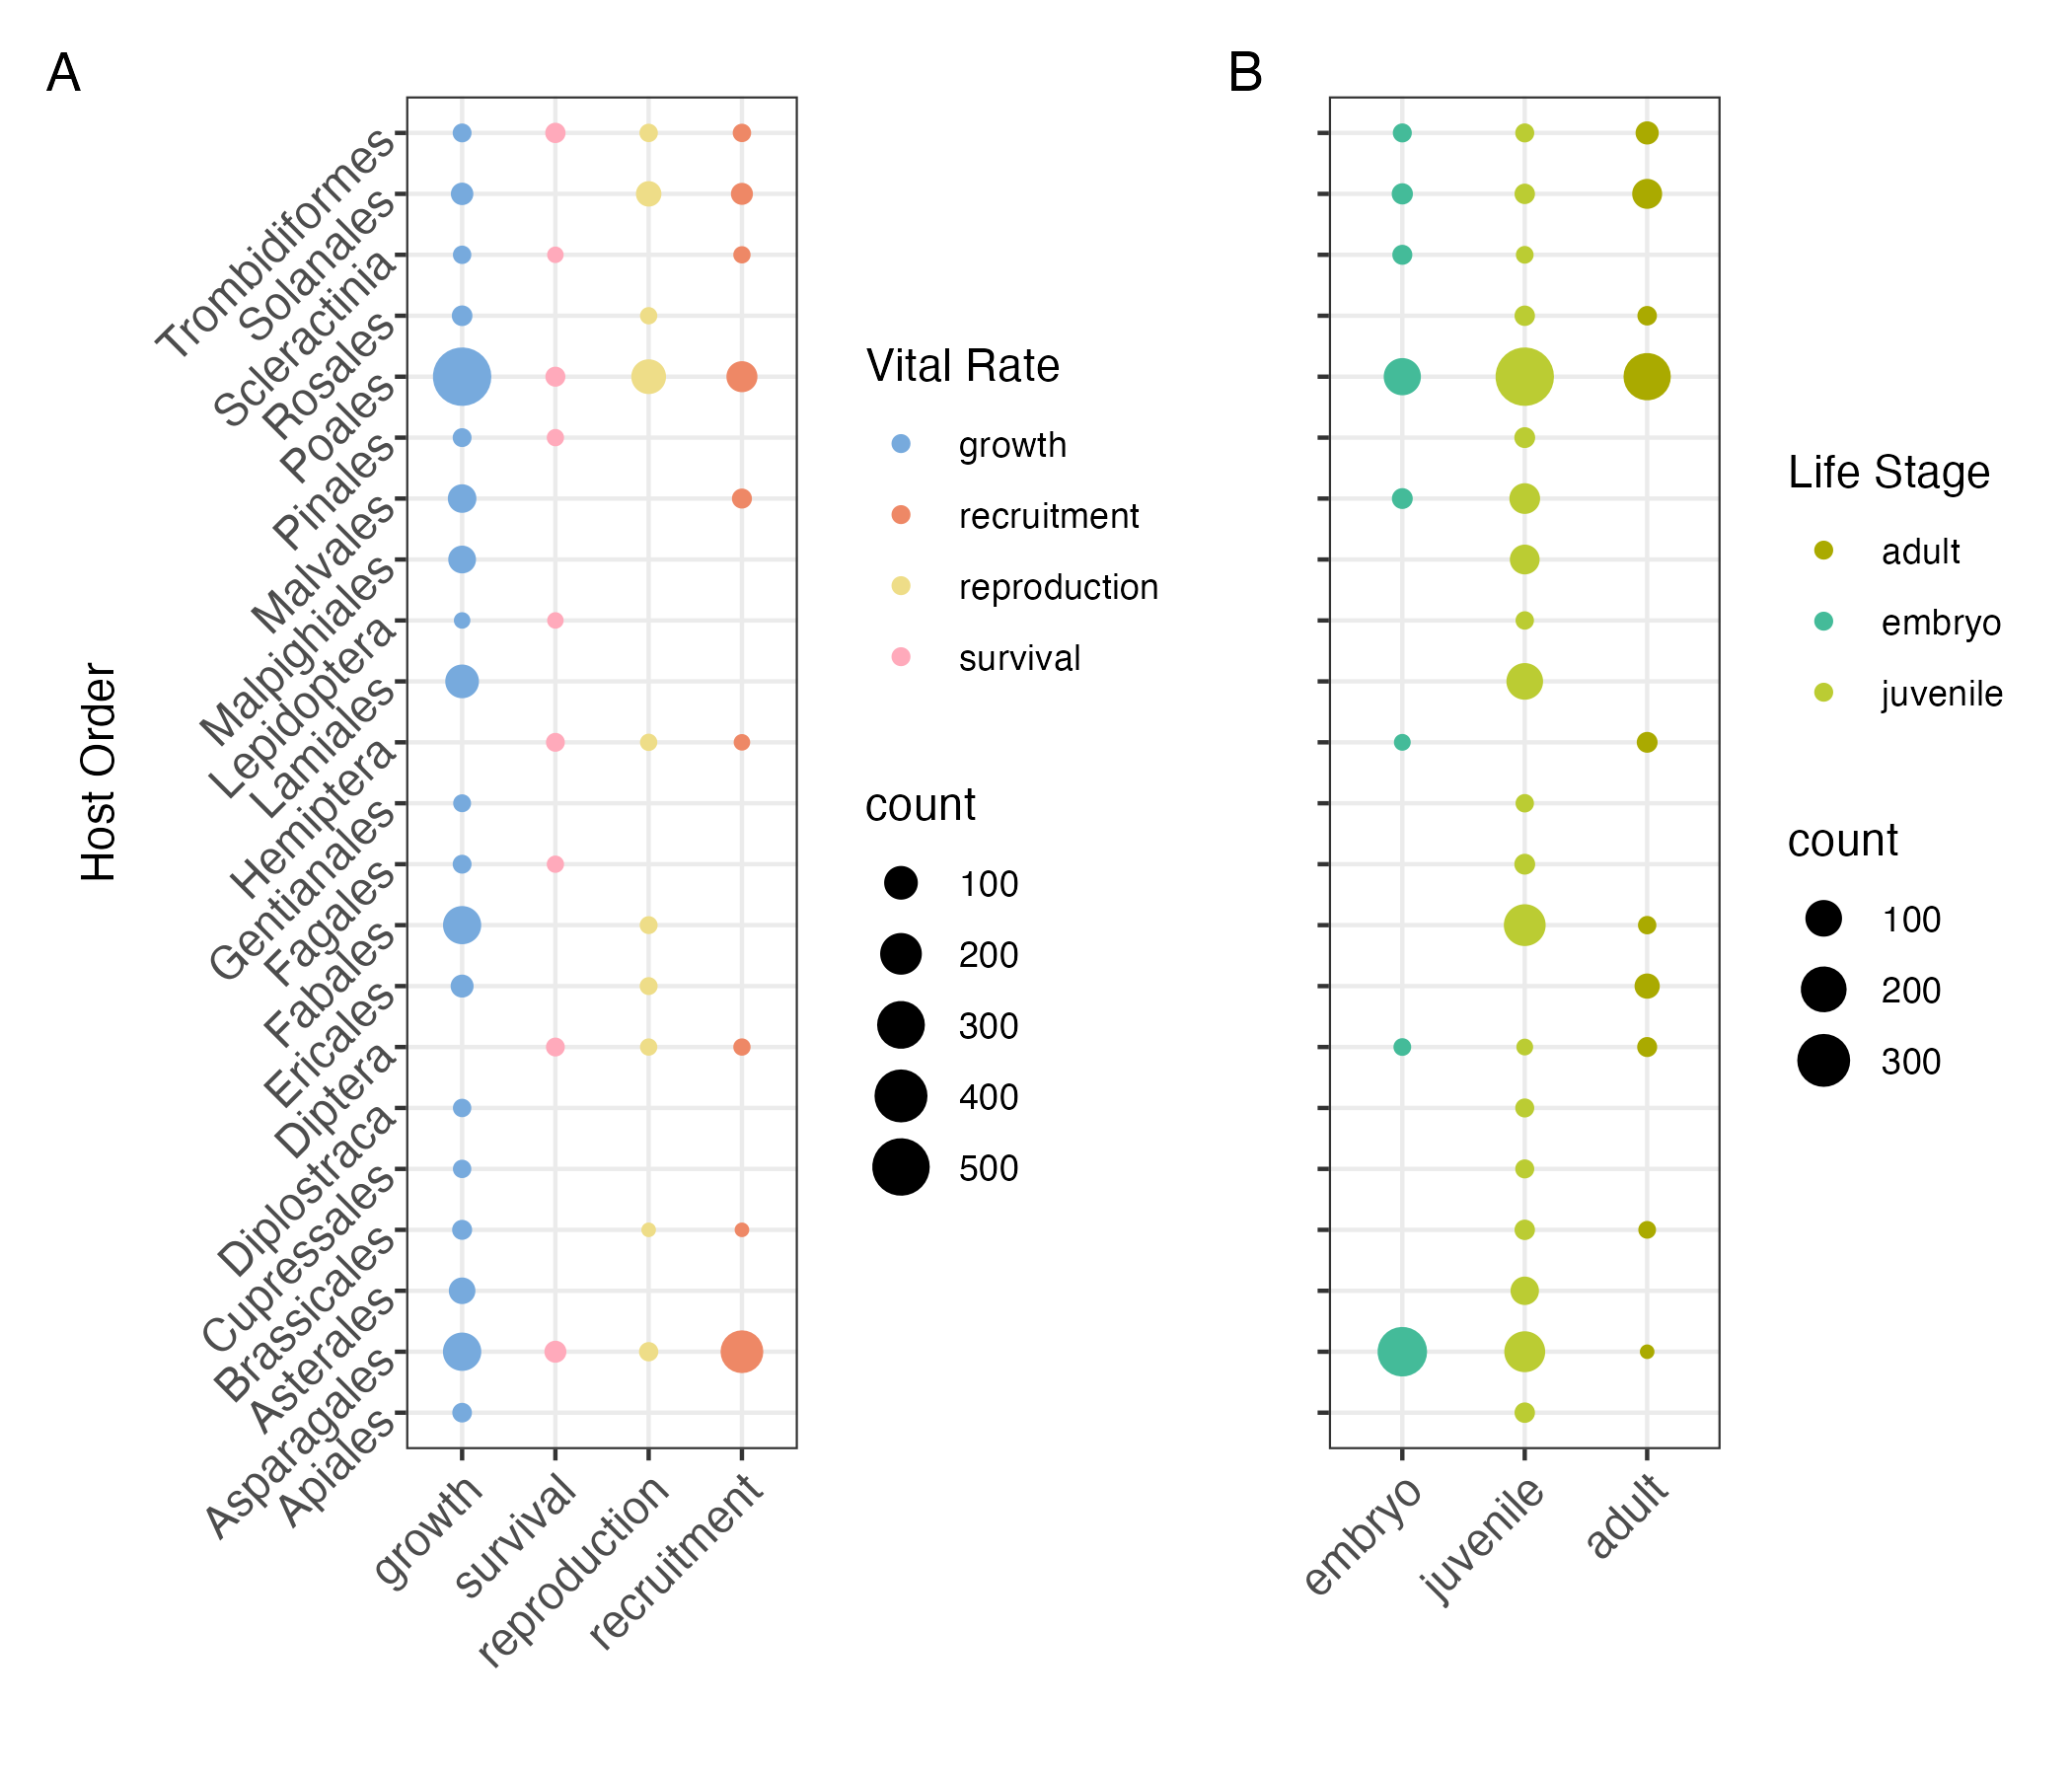 A
Host Order
Trombidiformes
Solanales
Scleractinia
Rosales
Poales
Pinales
Malvales
Malpighiales
Lepidoptera
Lamiales
Hemiptera
Gentianales
Fagales
Fabales
Ericales
Diptera
Diplostraca
Cupressales
Brassicales
Asterales
Asparagales
Apiales
growth
survival
reproduction
recruitment
Vital Rate
growth
recruitment
reproduction
survival
count
100
200
300
400
500
B
embryo
juvenile
adult
Life Stage
adult
embryo
juvenile
count
100
200
300